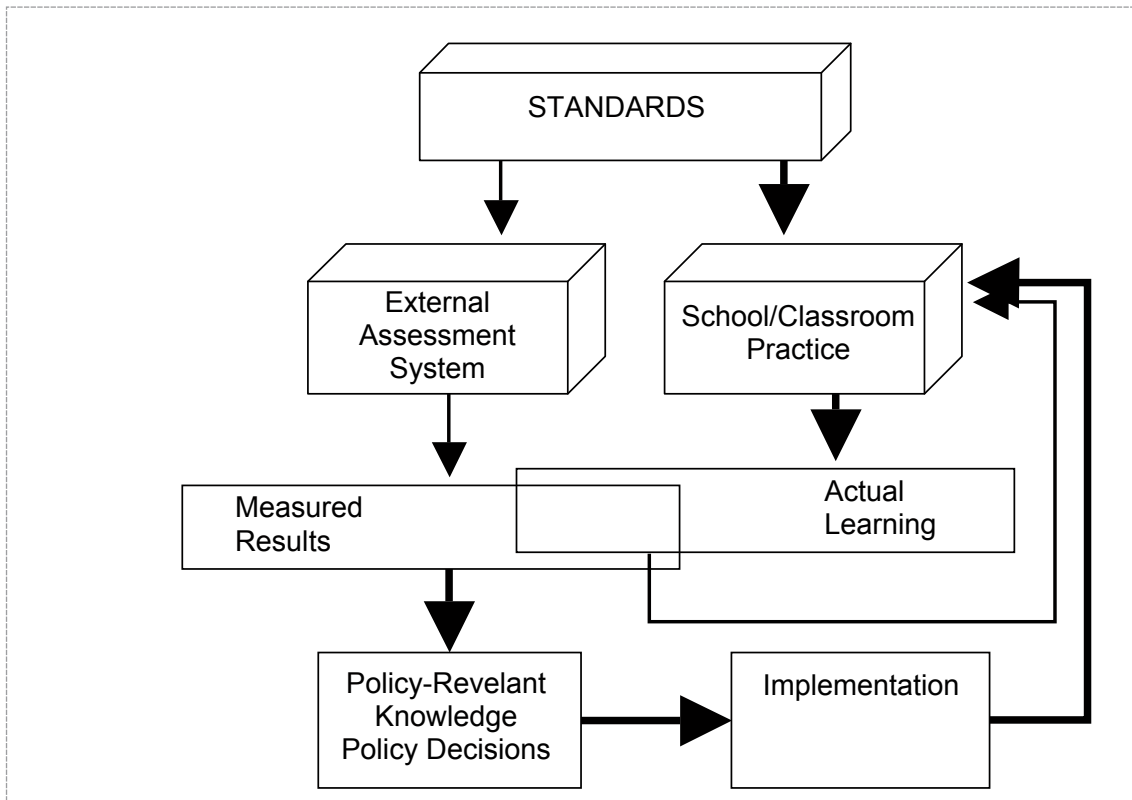 STANDARDS
External
Assessment
System
School/Classroom
Practice
Measured
Results
Actual
Learning
Policy-Revelant
Knowledge
Policy Decisions
Implementation